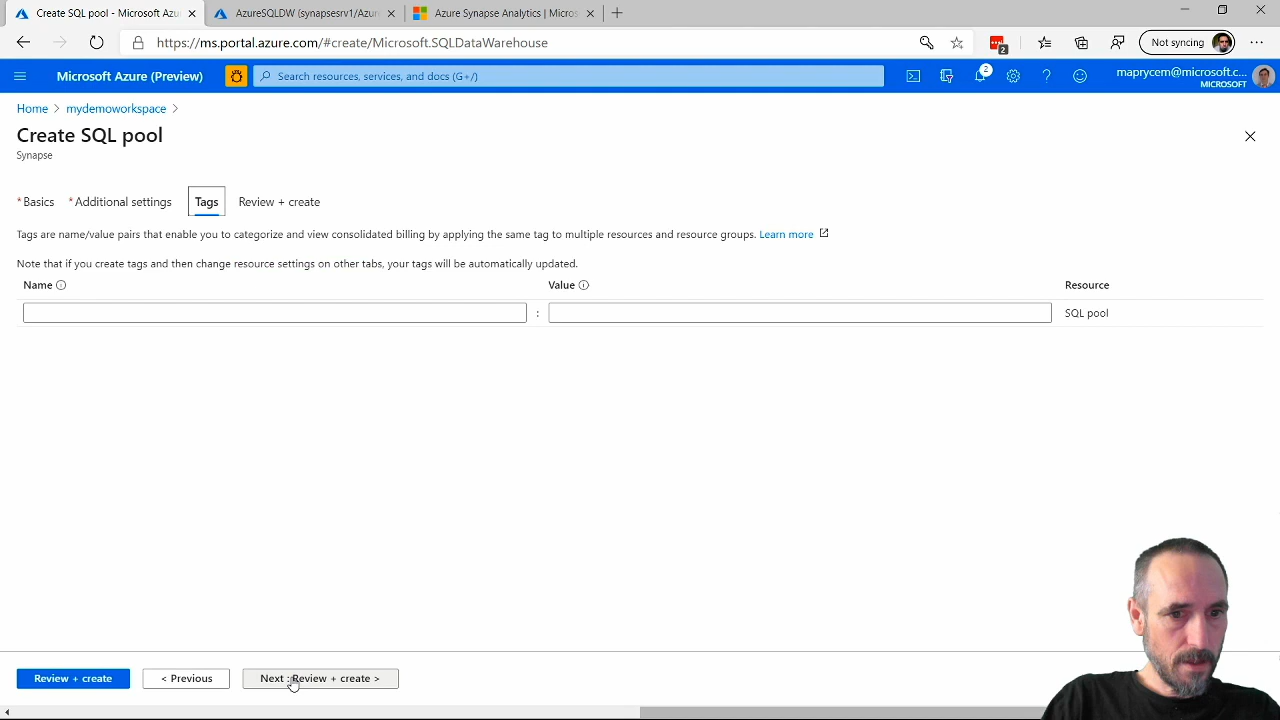 Create SQL pool - Microsoft Azu
AzureSQLDW (synapsesrv1/Azure
Azure Synapse Analytics | Micros
https://ms.portal.azure.com/#create/Microsoft.SQLDataWarehouse
2
Not syncing
Microsoft Azure (Preview)
Search resources, services, and docs (G+/)
2
maprycem@microsoft.c...
MICROSOFT
Home > mydemoworkspace >
Create SQL pool
Synapse
*Basics *Additional settings Tags Review + create
Tags are name/value pairs that enable you to categorize and view consolidated billing by applying the same tag to multiple resources and resource groups. Learn more
Note that if you create tags and then change resource settings on other tabs, your tags will be automatically updated.
Name Value Resource
: SQL pool
Review + create < Previous Next : Review + create >